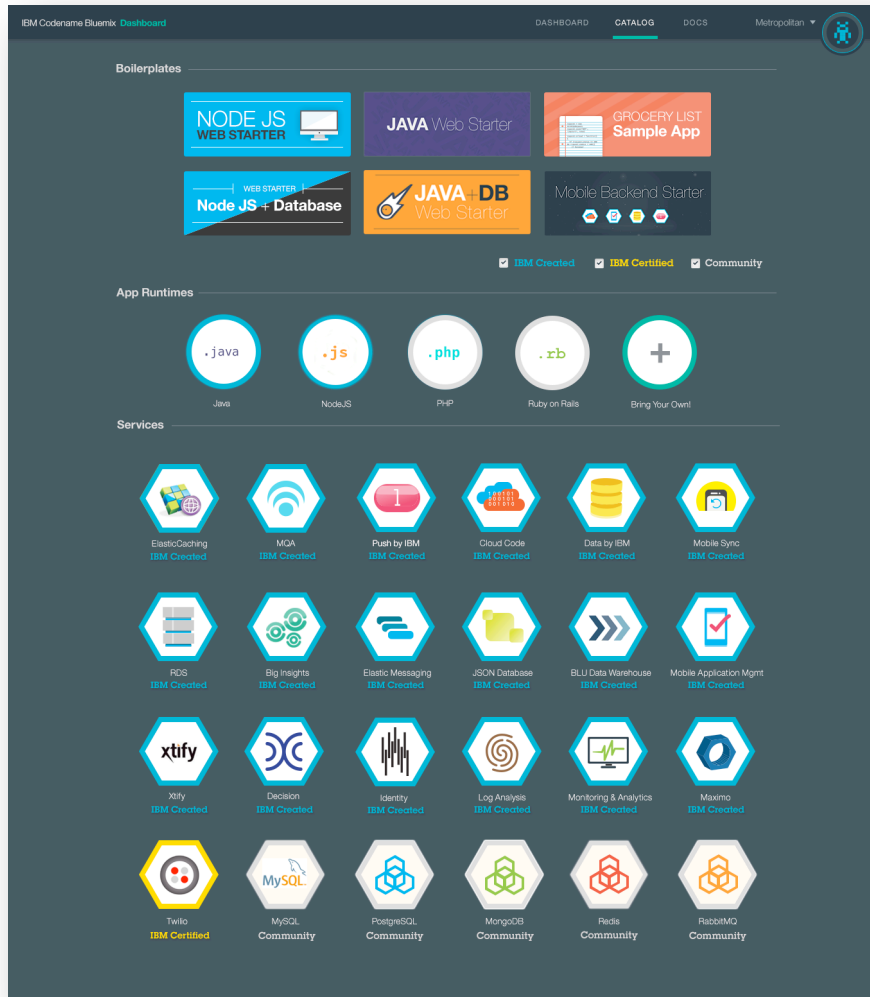 IBM Codename Bluemix Dashboard
DASHBOARD CATALOG DOCS Metropolitan
Boilerplates
NODE JS
WEB STARTER
JAVA Web Starter
GROCERY LIST
Sample App
WEB STARTER
Node JS + Database
JAVA+DB
Web Starter
Mobile Backend Starter
IBM Created IBM Certified Community
App Runtimes
.java .js .php .rb +
Java NodeJS PHP Ruby on Rails Bring Your Own!
Services
1
100101
000101
001010
ElasticCaching MQA Push by IBM Cloud Code Data by IBM Mobile Sync
IBM Created IBM Created IBM Created IBM Created IBM Created IBM Created
RDS Big Insights Elastic Messaging JSON Database BLU Data Warehouse Mobile Application Mgmt
IBM Created IBM Created IBM Created IBM Created IBM Created IBM Created
xtify
Xtify Decision Identity Log Analysis Monitoring & Analytics Maximo
IBM Created IBM Created IBM Created IBM Created IBM Created IBM Created
MySQL
Twilio MySQL PostgreSQL MongoDB Redis RabbitMQ
IBM Certified Community Community Community Community Community